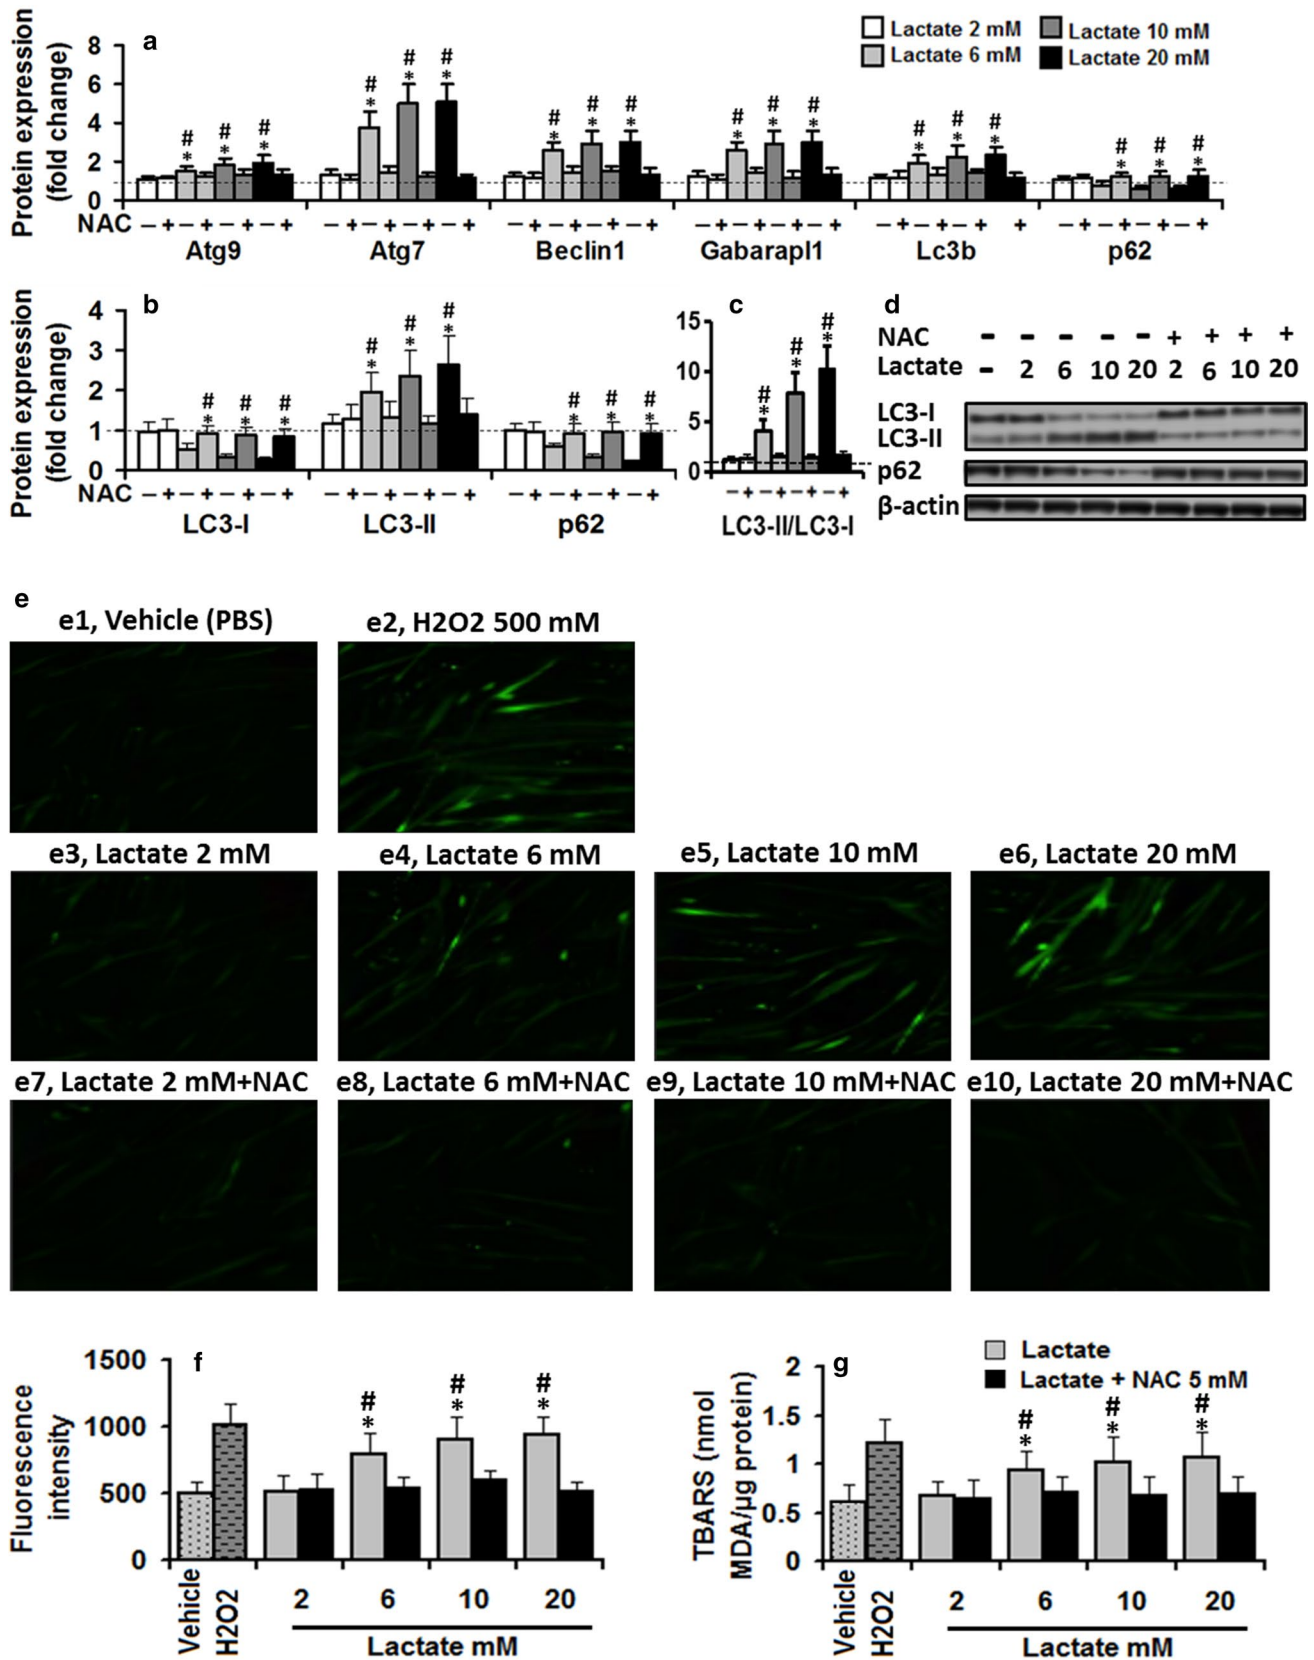 a
Protein expression
(fold change)
8
6
4
2
0
Lactate 2 mM
Lactate 6 mM
Lactate 10 mM
Lactate 20 mM
# # #
* * *
# # #
* * *
# # #
* * *
# # #
* * *
# # #
* * *
# # #
* * *
NAC − + − + − + − + − + − + − + − + − + − + − + − + − + − + − + − + − + − + − + + − + − + − + − +
Atg9 Atg7 Beclin1 Gabarapl1 Lc3b p62
b
Protein expression
(fold change)
4
3
2
1
0
# # #
* * *
# # #
* * *
# # #
* * *
NAC − + − + − + − + − + − + − + − + − + − + − + − +
LC3-I LC3-II p62
c
15
10
5
0
# # #
* * *
− + − + − + − +
LC3-II/LC3-I
d
NAC − − − − − + + + +
Lactate − 2 6 10 20 2 6 10 20
LC3-I
LC3-II
p62
β-actin
e
e1, Vehicle (PBS)
e2, H2O2 500 mM
e3, Lactate 2 mM
e4, Lactate 6 mM
e5, Lactate 10 mM
e6, Lactate 20 mM
e7, Lactate 2 mM+NAC
e8, Lactate 6 mM+NAC
e9, Lactate 10 mM+NAC
e10, Lactate 20 mM+NAC
f
Fluorescence
intensity
1500
1000
500
0
# # #
* * *
Vehicle
H2O2
2 6 10 20
Lactate mM
g
Lactate
Lactate + NAC 5 mM
TBARS (nmol
MDA/µg protein)
2
1.5
1
0.5
0
# # #
* * *
Vehicle
H2O2
2 6 10 20
Lactate mM